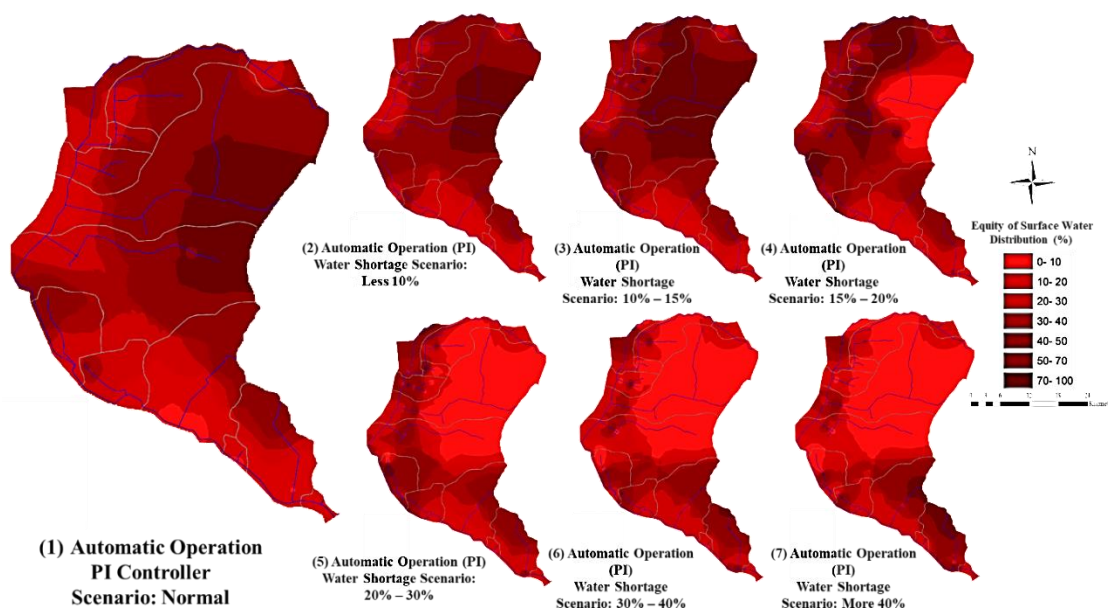 (1) Automatic Operation
PI Controller
Scenario: Normal
(2) Automatic Operation (PI)
Water Shortage Scenario:
Less 10%
(3) Automatic Operation
(PI)
Water Shortage
Scenario: 10% – 15%
(4) Automatic Operation
(PI)
Water Shortage
Scenario: 15% – 20%
(5) Automatic Operation (PI)
Water Shortage Scenario:
20% – 30%
(6) Automatic Operation
(PI)
Water Shortage
Scenario: 30% – 40%
(7) Automatic Operation
(PI)
Water Shortage
Scenario: More 40%
N
Equity of Surface Water
Distribution (%)
0- 10
10- 20
20- 30
30- 40
40- 50
50- 70
70- 100